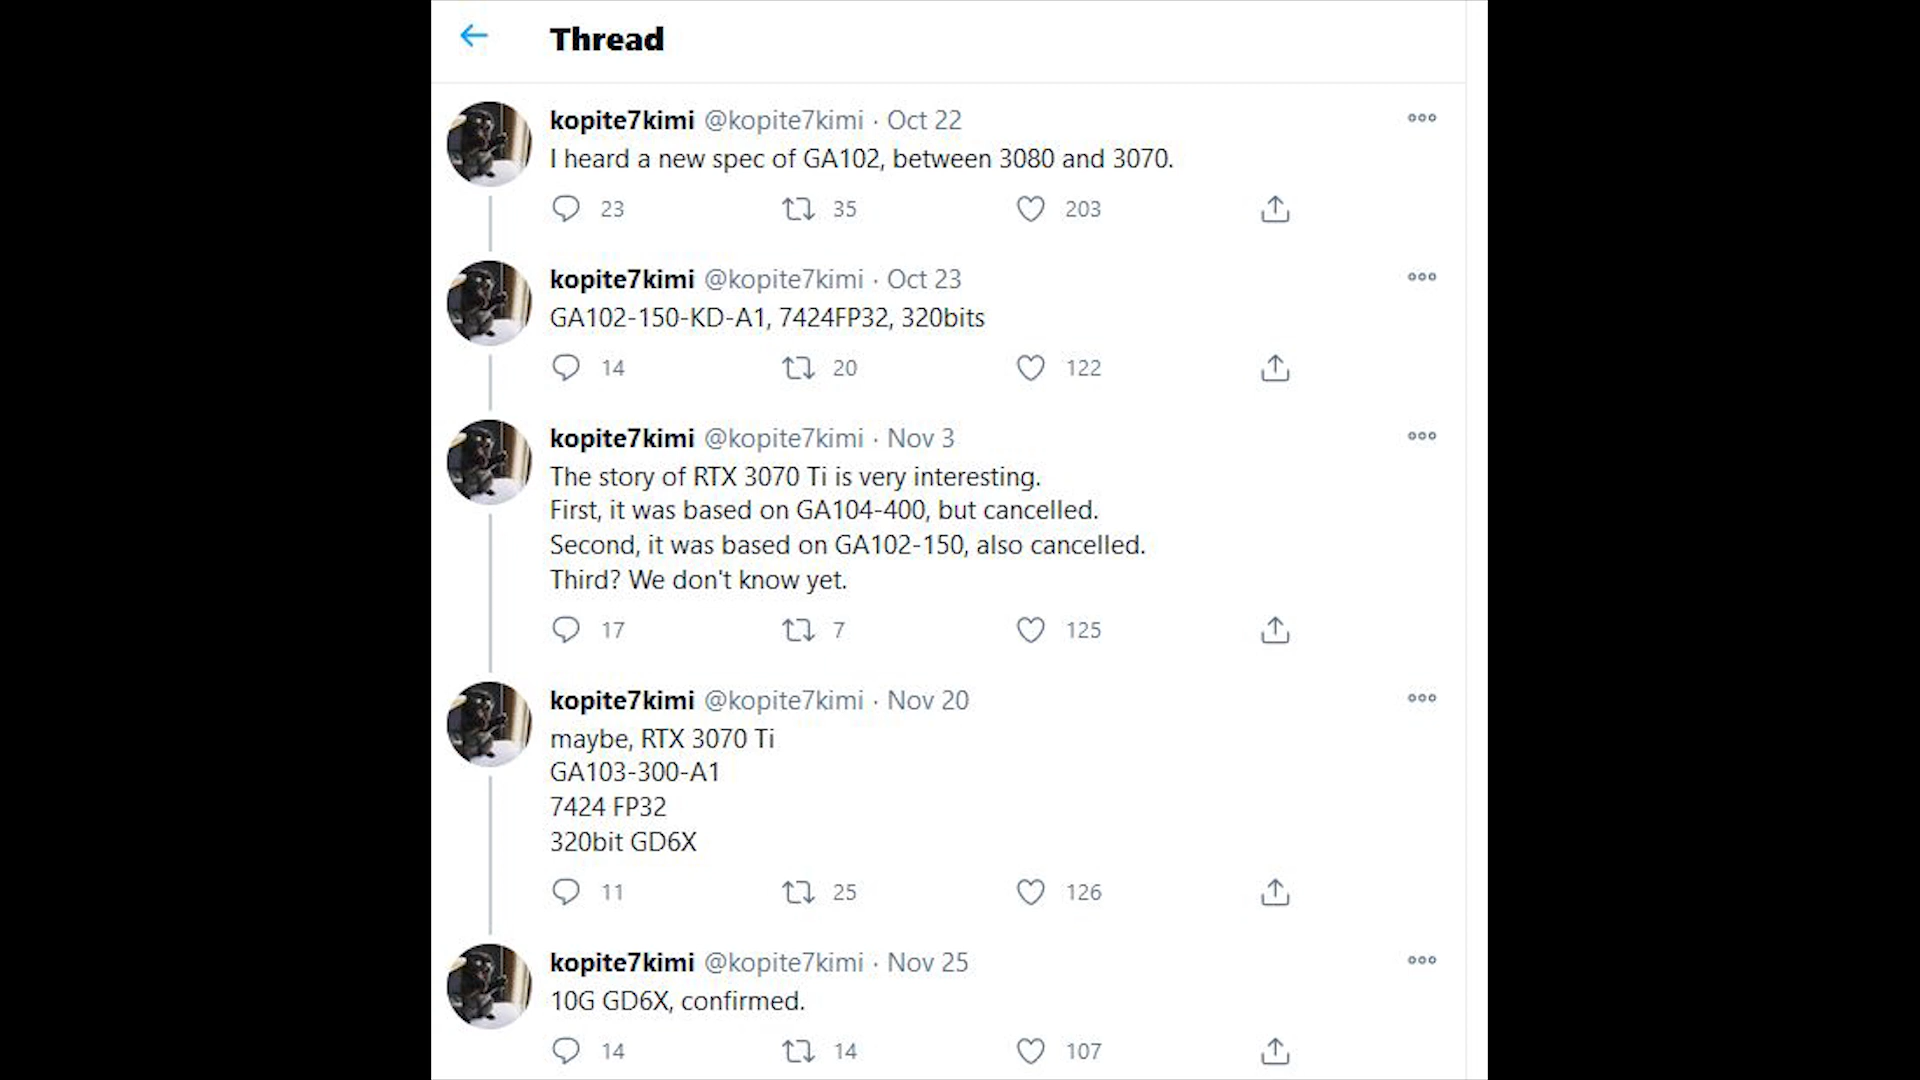 Thread
kopite7kimi @kopite7kimi · Oct 22
I heard a new spec of GA102, between 3080 and 3070.
23 35 203
kopite7kimi @kopite7kimi · Oct 23
GA102-150-KD-A1, 7424FP32, 320bits
14 20 122
kopite7kimi @kopite7kimi · Nov 3
The story of RTX 3070 Ti is very interesting.
First, it was based on GA104-400, but cancelled.
Second, it was based on GA102-150, also cancelled.
Third? We don't know yet.
17 7 125
kopite7kimi @kopite7kimi · Nov 20
maybe, RTX 3070 Ti
GA103-300-A1
7424 FP32
320bit GD6X
11 25 126
kopite7kimi @kopite7kimi · Nov 25
10G GD6X, confirmed.
14 14 107